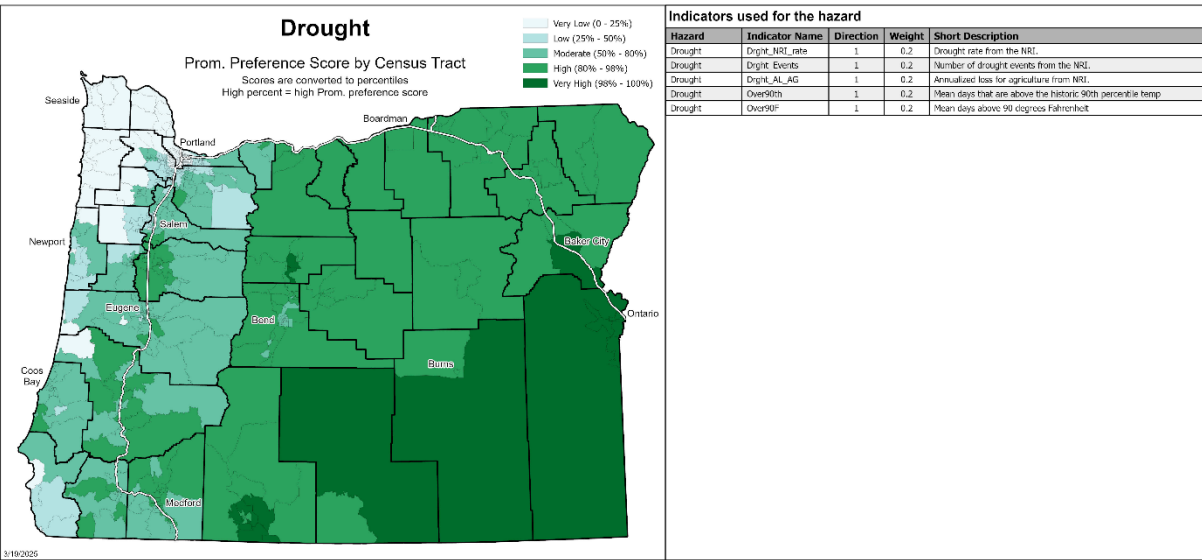 Drought
Prom. Preference Score by Census Tract
Scores are converted to percentiles
High percent = high Prom. preference score
Very Low (0 - 25%)
Low (25% - 50%)
Moderate (50% - 80%)
High (80% - 98%)
Very High (98% - 100%)
Seaside
Portland
Boardman
Salem
Newport
Baker City
Eugene
Bend
Ontario
Burns
Coos
Bay
Medford
3/19/2025
Indicators used for the hazard
Hazard Indicator Name Direction Weight Short Description
Drought Drght_NRI_rate 1 0.2 Drought rate from the NRI.
Drought Drght_Events 1 0.2 Number of drought events from the NRI.
Drought Drght_AL_AG 1 0.2 Annualized loss for agriculture from NRI.
Drought Over90th 1 0.2 Mean days that are above the historic 90th percentile temp
Drought Over90F 1 0.2 Mean days above 90 degrees Fahrenheit